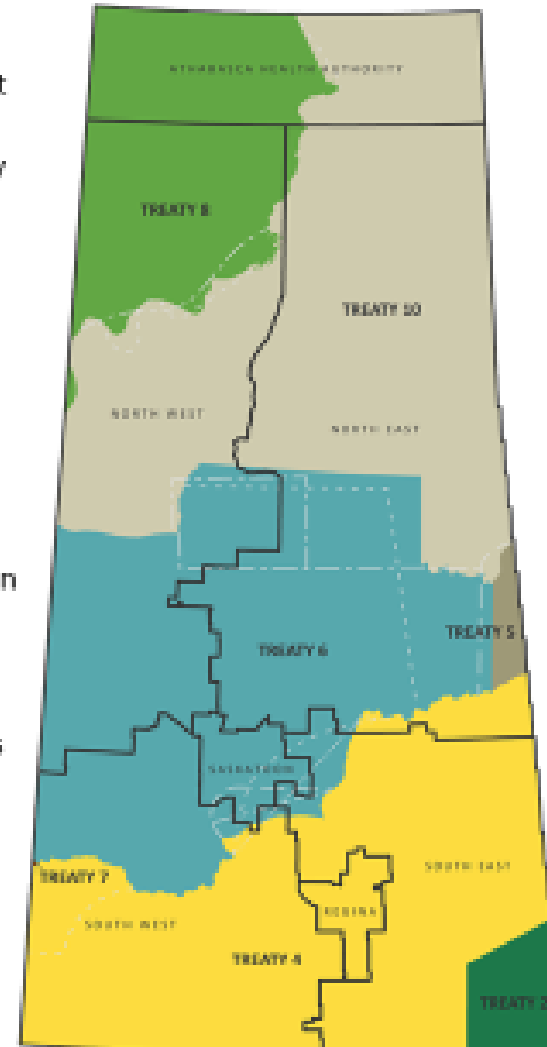 t
ATHABASCA HEALTH AUTHORITY
y
TREATY 8
TREATY 10
NORTH WEST
NORTH EAST
n
TREATY 5
TREATY 6
s
SASKATOON
SOUTH EAST
TREATY 7
REGINA
SOUTH WEST
TREATY 4
TREATY 2